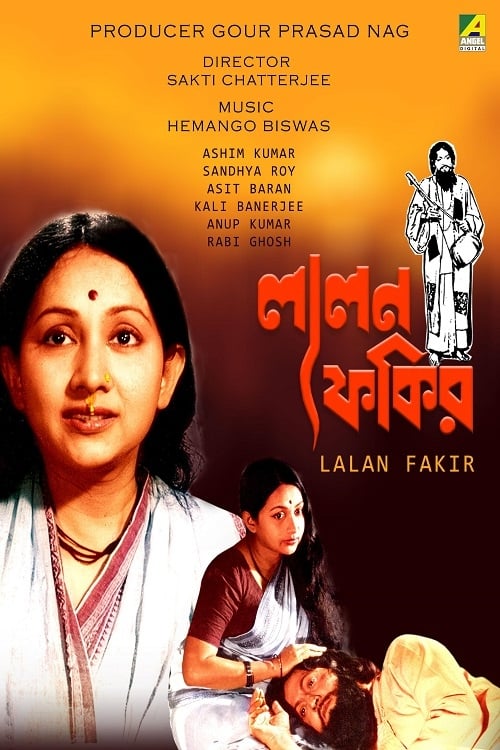 PRODUCER GOUR PRASAD NAG
ANGEL
DIGITAL
DIRECTOR
SAKTI CHATTERJEE
MUSIC
HEMANGO BISWAS
ASHIM KUMAR
SANDHYA ROY
ASIT BARAN
KALI BANERJEE
ANUP KUMAR
RABI GHOSH
লালন
ফকির
LALAN FAKIR